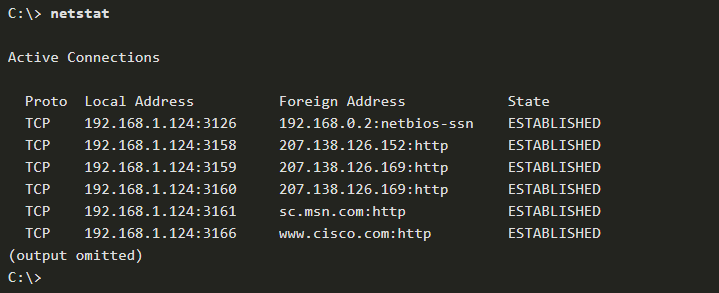 C:\> netstat
Active Connections
Proto Local Address Foreign Address State
TCP 192.168.1.124:3126 192.168.0.2:netbios-ssn ESTABLISHED
TCP 192.168.1.124:3158 207.138.126.152:http ESTABLISHED
TCP 192.168.1.124:3159 207.138.126.169:http ESTABLISHED
TCP 192.168.1.124:3160 207.138.126.169:http ESTABLISHED
TCP 192.168.1.124:3161 sc.msn.com:http ESTABLISHED
TCP 192.168.1.124:3166 www.cisco.com:http ESTABLISHED
(output omitted)
C:\>